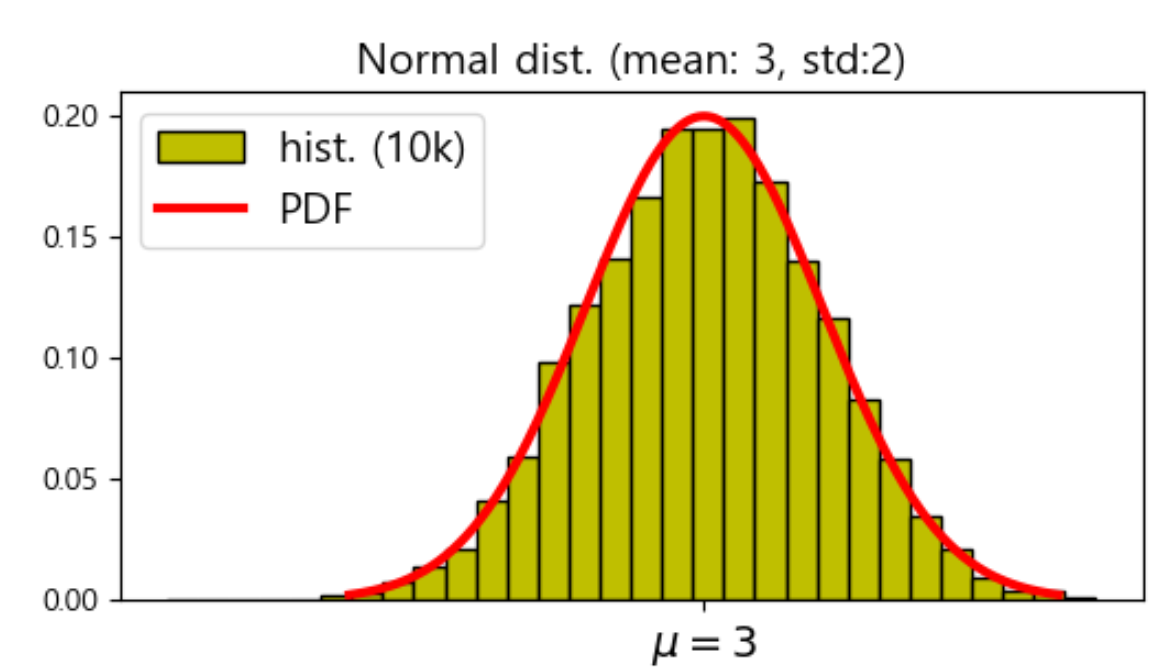 Normal dist. (mean: 3, std:2)
hist. (10k)
PDF
0.20
0.15
0.10
0.05
0.00
μ = 3